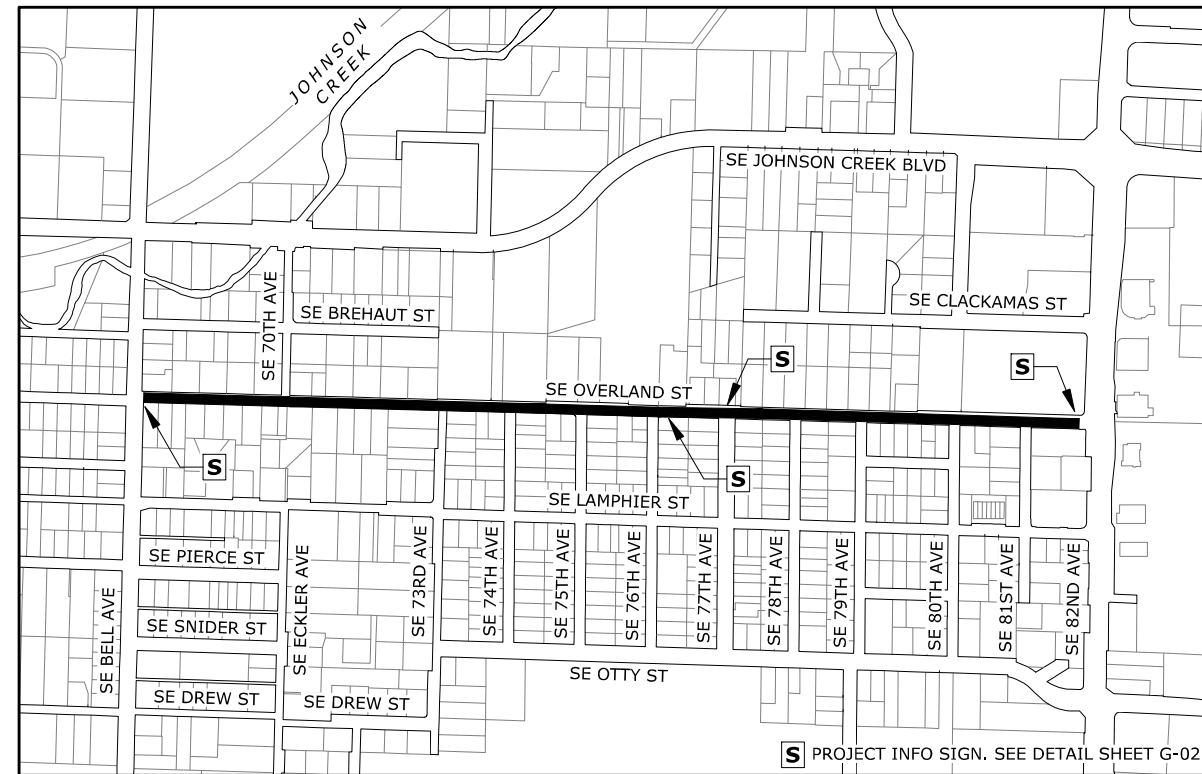 JOHNSON
CREEK
SE JOHNSON CREEK BLVD
SE 70TH AVE
SE BREHAUT ST
SE CLACKAMAS ST
SE OVERLAND ST
S
S
S
S
SE LAMPHIER ST
SE PIERCE ST
SE SNIDER ST
SE DREW ST
SE DREW ST
SE BELL AVE
SE ECKLER AVE
SE 73RD AVE
SE 74TH AVE
SE 75TH AVE
SE 76TH AVE
SE 77TH AVE
SE 78TH AVE
SE 79TH AVE
SE 80TH AVE
SE 81ST AVE
SE 82ND AVE
SE OTTY ST
S PROJECT INFO SIGN. SEE DETAIL SHEET G-02